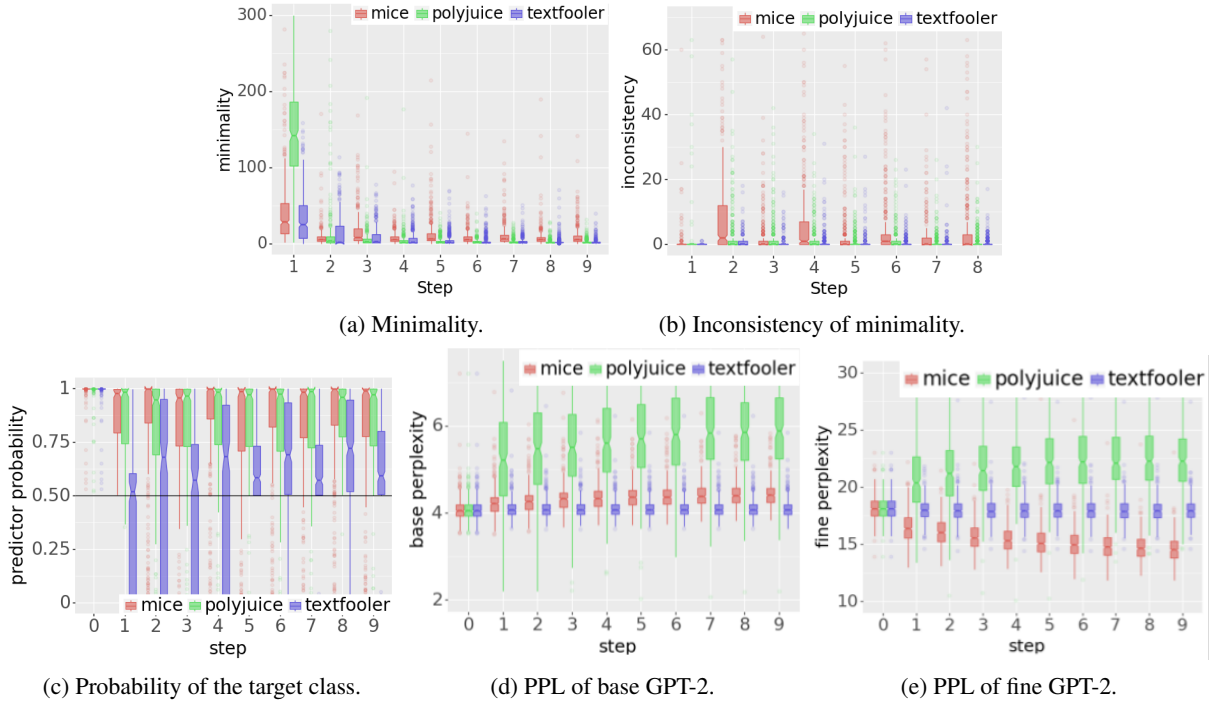 mice polyjuice textfooler
300
200
100
0
minimality
1 2 3 4 5 6 7 8 9
Step
(a) Minimality.
mice polyjuice textfooler
60
40
20
0
inconsistency
1 2 3 4 5 6 7 8
Step
(b) Inconsistency of minimality.
1
0.75
0.50
0.25
0
predictor probability
mice polyjuice textfooler
0 1 2 3 4 5 6 7 8 9
step
(c) Probability of the target class.
mice polyjuice textfooler
6
4
2
base perplexity
0 1 2 3 4 5 6 7 8 9
step
(d) PPL of base GPT-2.
mice polyjuice textfooler
30
25
20
15
10
fine perplexity
0 1 2 3 4 5 6 7 8 9
step
(e) PPL of fine GPT-2.